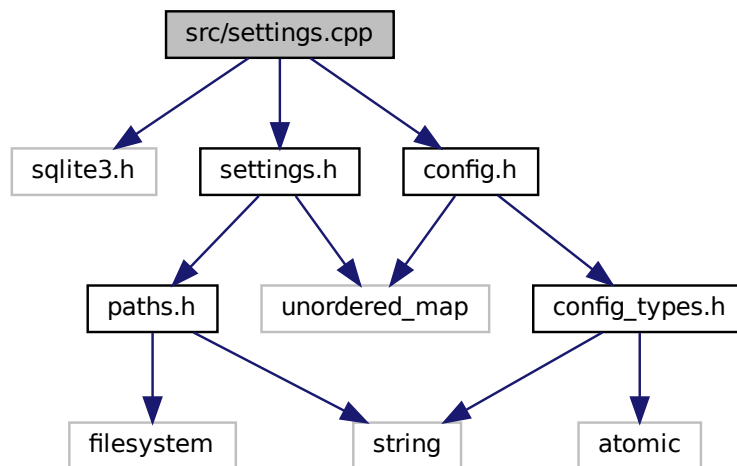 src/settings.cpp
sqlite3.h
settings.h
config.h
paths.h
unordered_map
config_types.h
filesystem
string
atomic